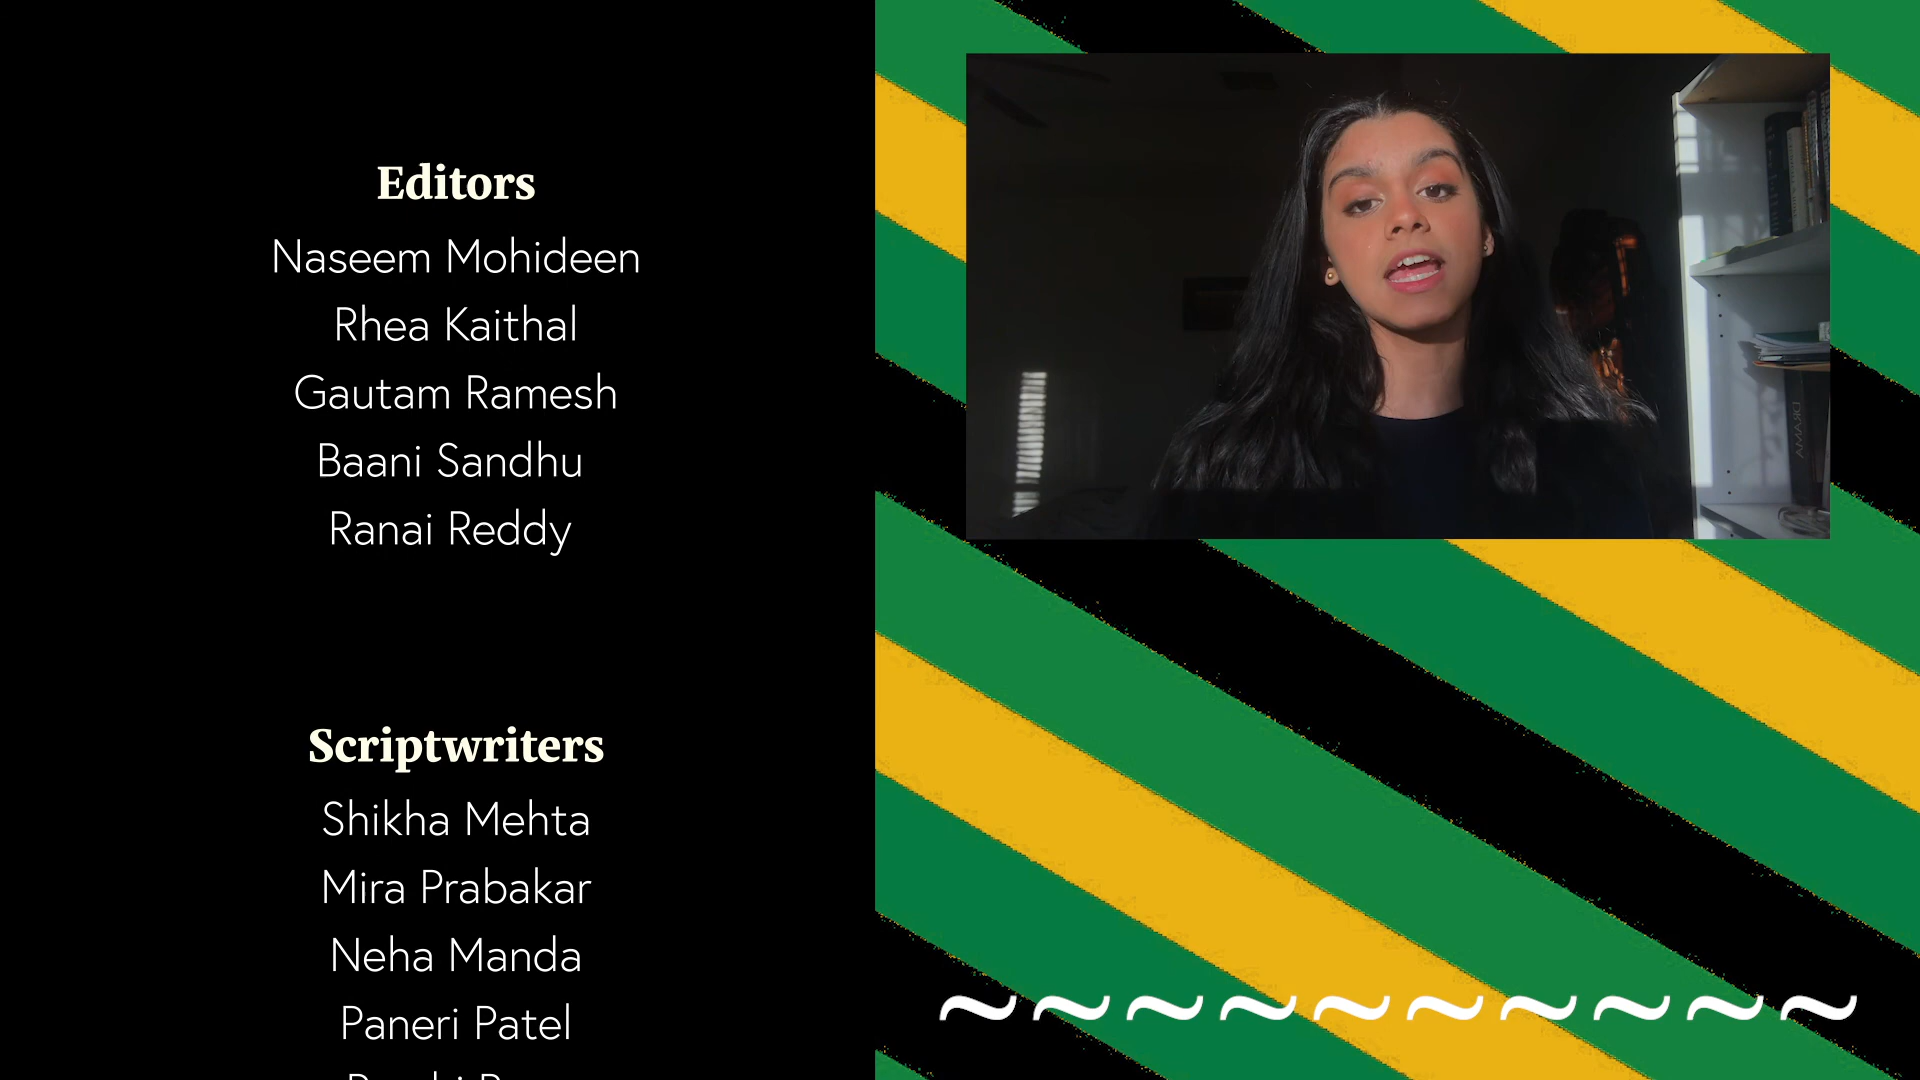 Editors
Naseem Mohideen
Rhea Kaithal
Gautam Ramesh
Baani Sandhu
Ranai Reddy
Scriptwriters
Shikha Mehta
Mira Prabakar
Neha Manda
Paneri Patel
DRAMA